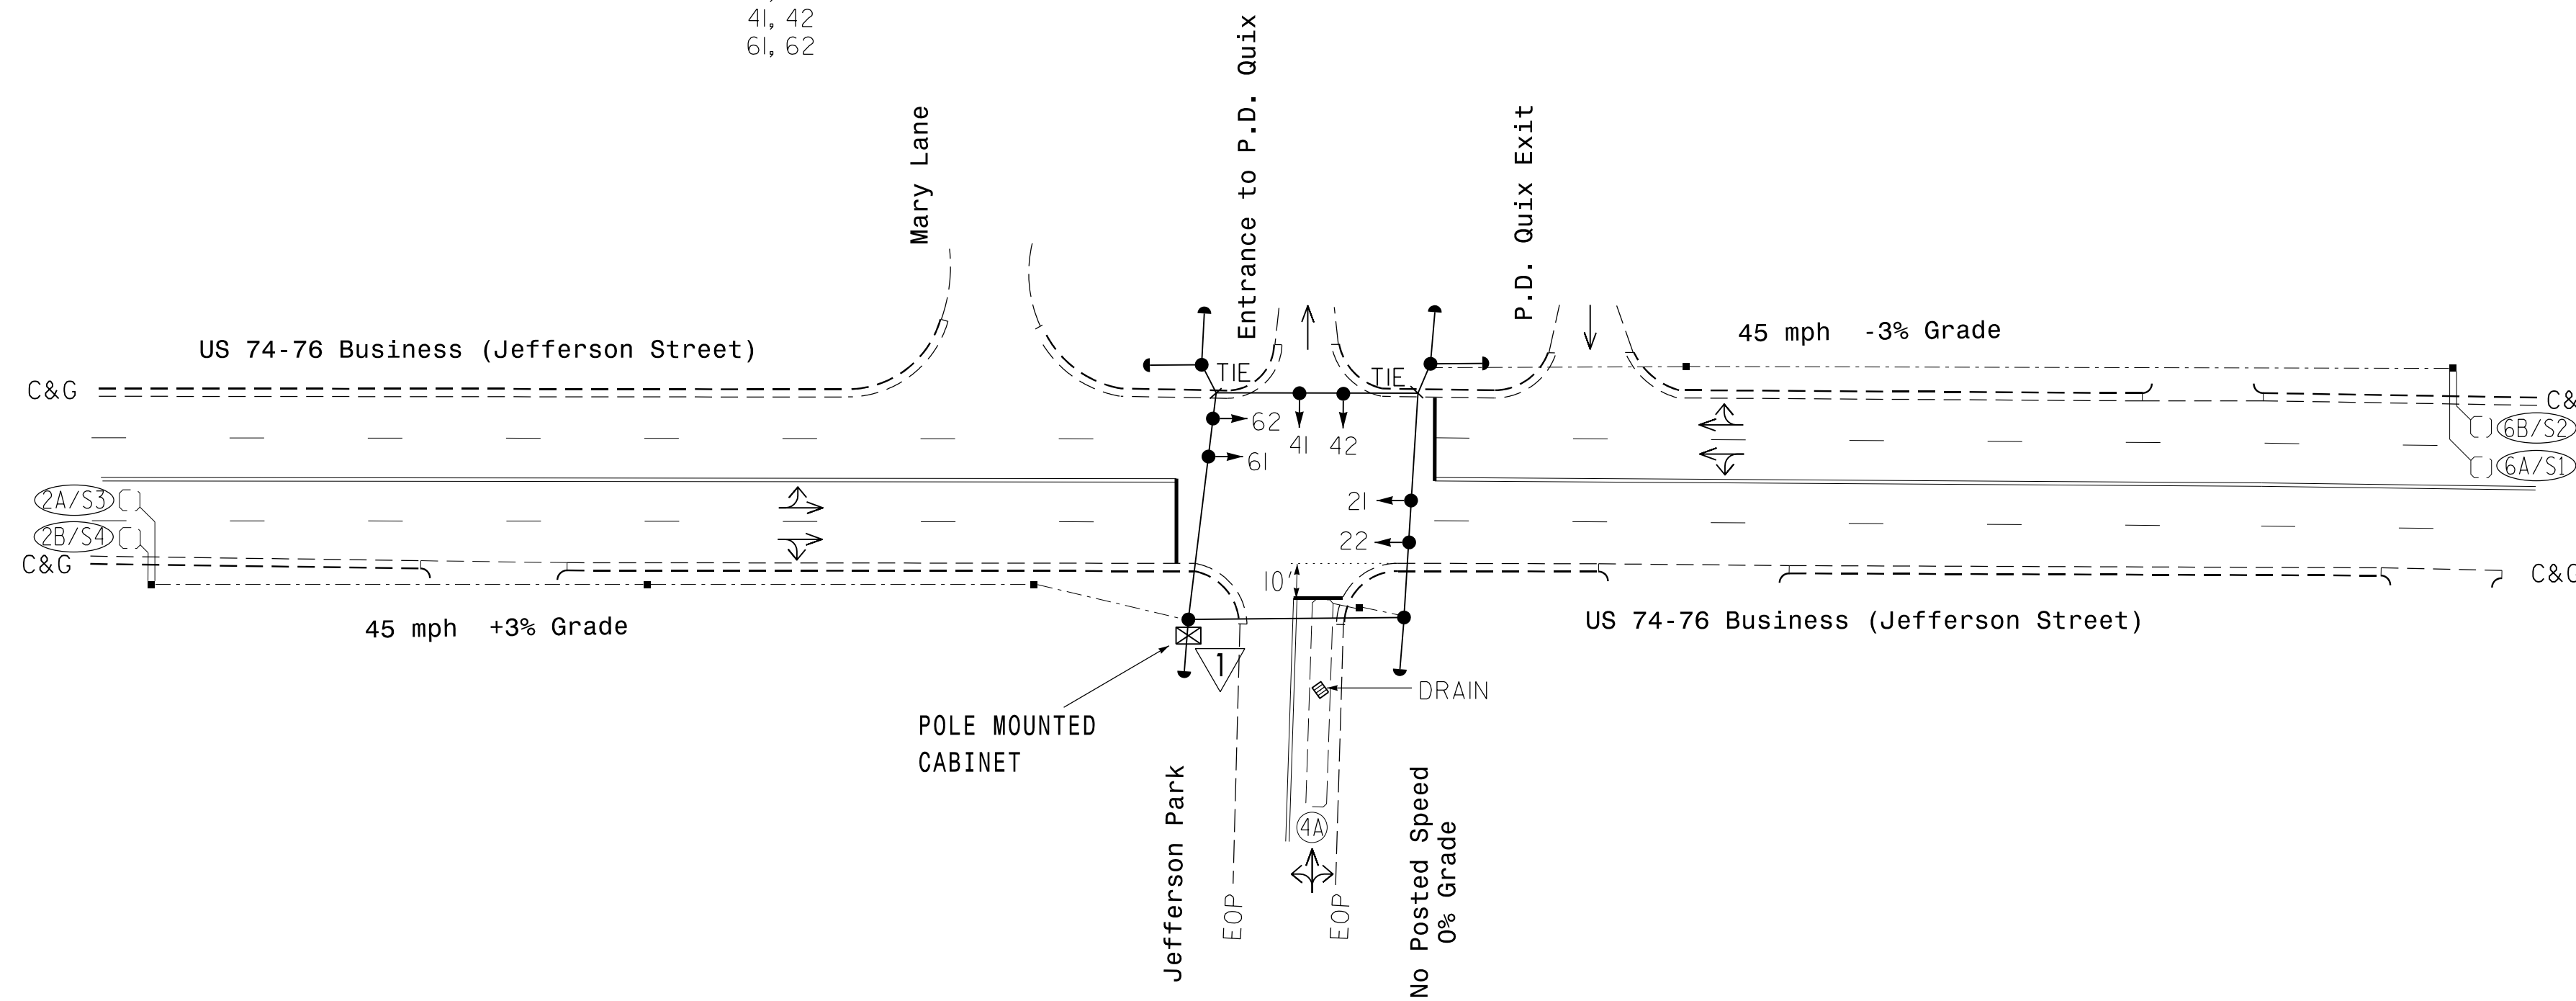 41, 42
61, 62
Mary Lane
Entrance to P.D. Quix
P.D. Quix Exit
US 74-76 Business (Jefferson Street)
45 mph -3% Grade
C&G
TIE
TIE
62
41
42
61
6B/S2
6A/S1
2A/S3
2B/S4
21
22
C&G
10'
45 mph +3% Grade
US 74-76 Business (Jefferson Street)
1
DRAIN
POLE MOUNTED
CABINET
Jefferson Park
4A
EOP
EOP
No Posted Speed
0% Grade